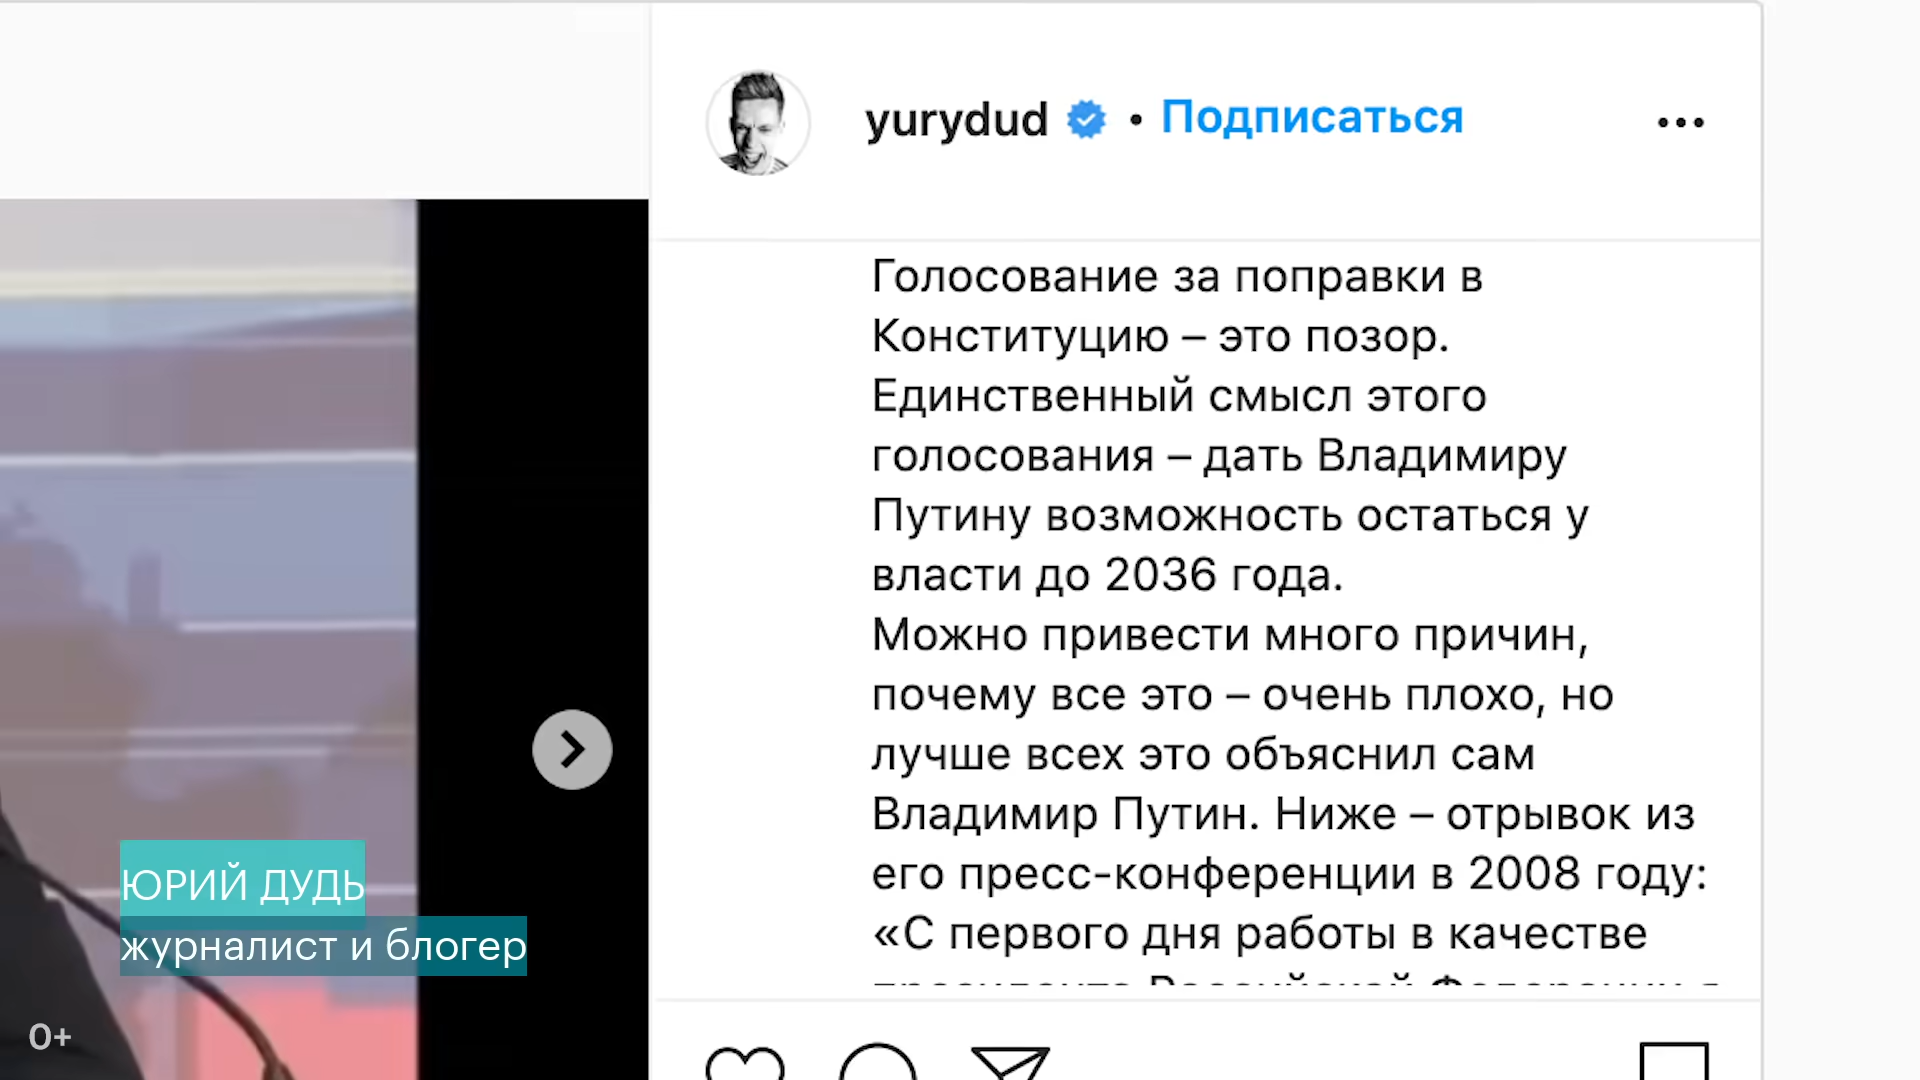 yurydud • Подписаться
Голосование за поправки в
Конституцию – это позор.
Единственный смысл этого
голосования – дать Владимиру
Путину возможность остаться у
власти до 2036 года.
Можно привести много причин,
почему все это – очень плохо, но
лучше всех это объяснил сам
Владимир Путин. Ниже – отрывок из
его пресс-конференции в 2008 году:
«С первого дня работы в качестве
ЮРИЙ ДУДЬ
журналист и блогер
0+